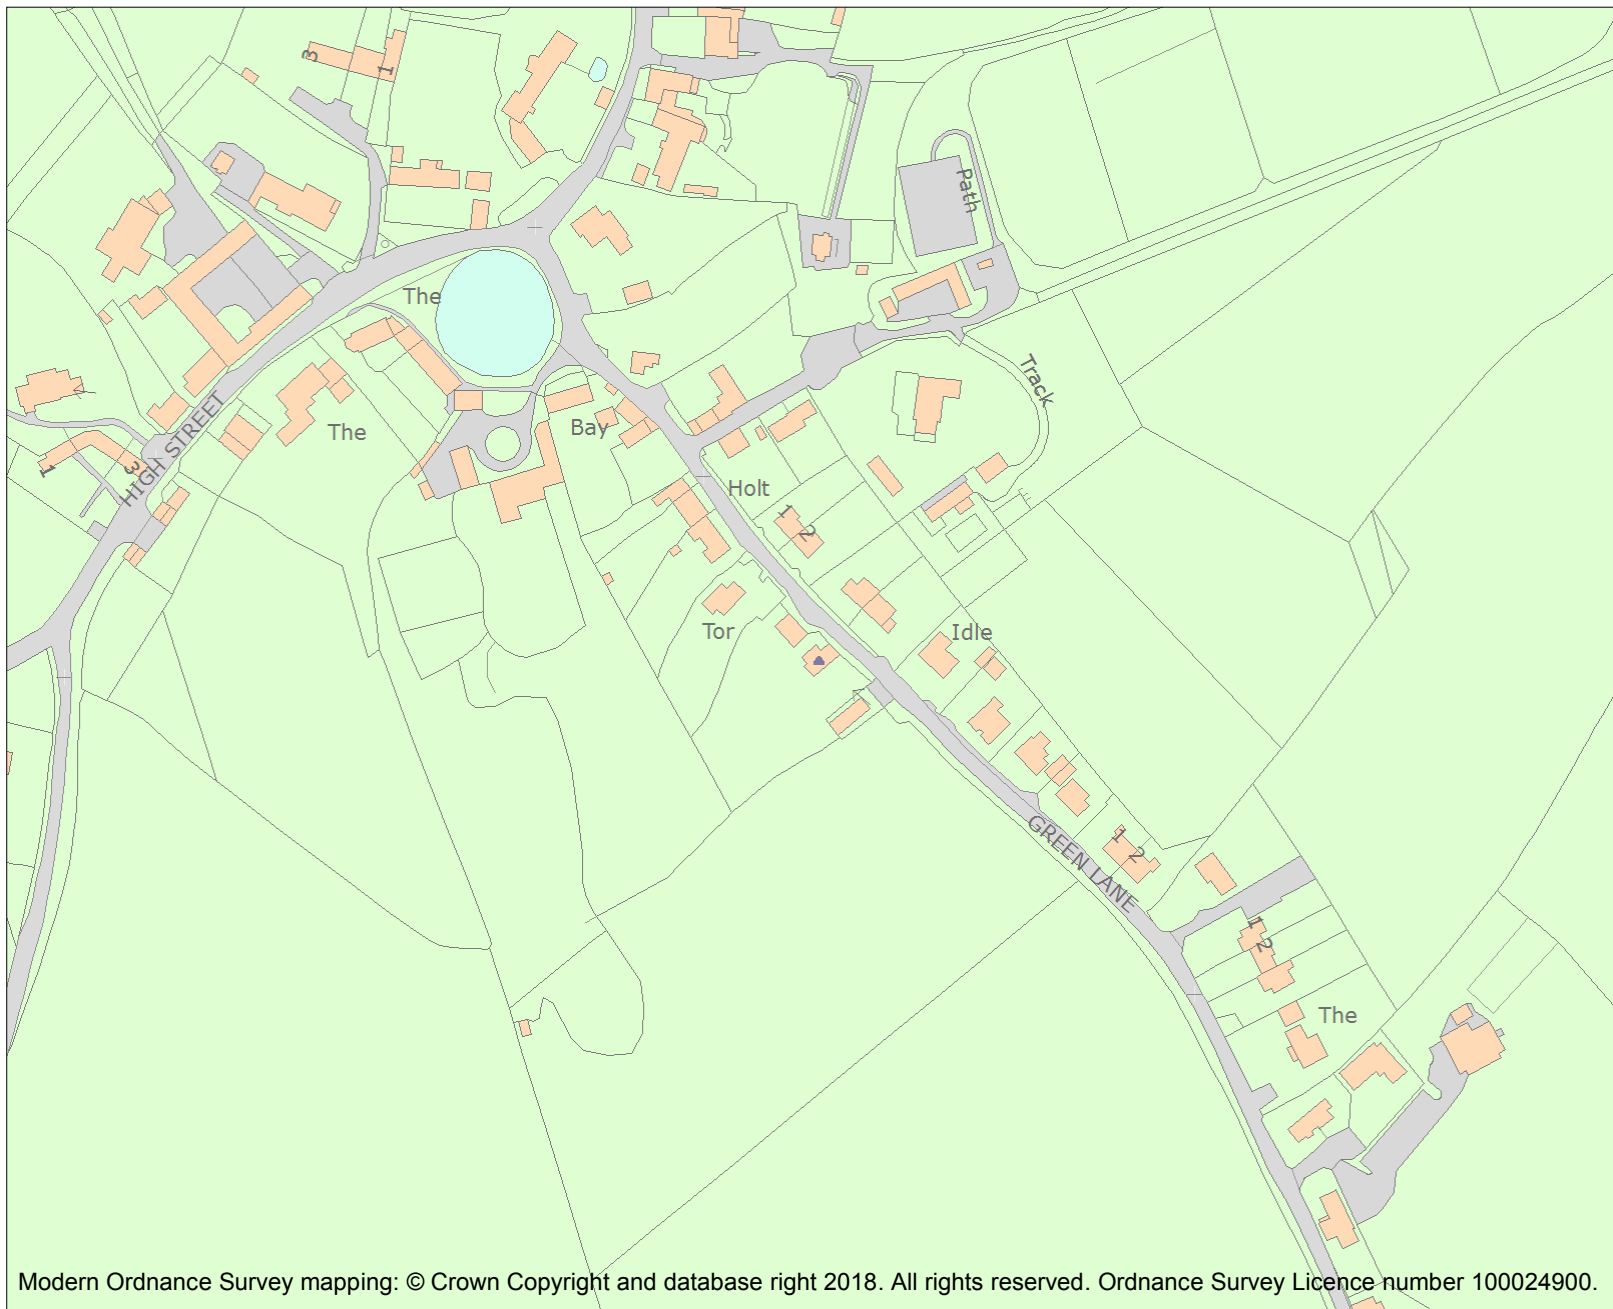 3
1
Path
The
Track
HIGH STREET
The
Bay
1
3
Holt
1
2
Tor
Idle
GREEN LANE
1
2
1
2
The
Modern Ordnance Survey mapping: © Crown Copyright and database right 2018. All rights reserved. Ordnance Survey Licence number 100024900.